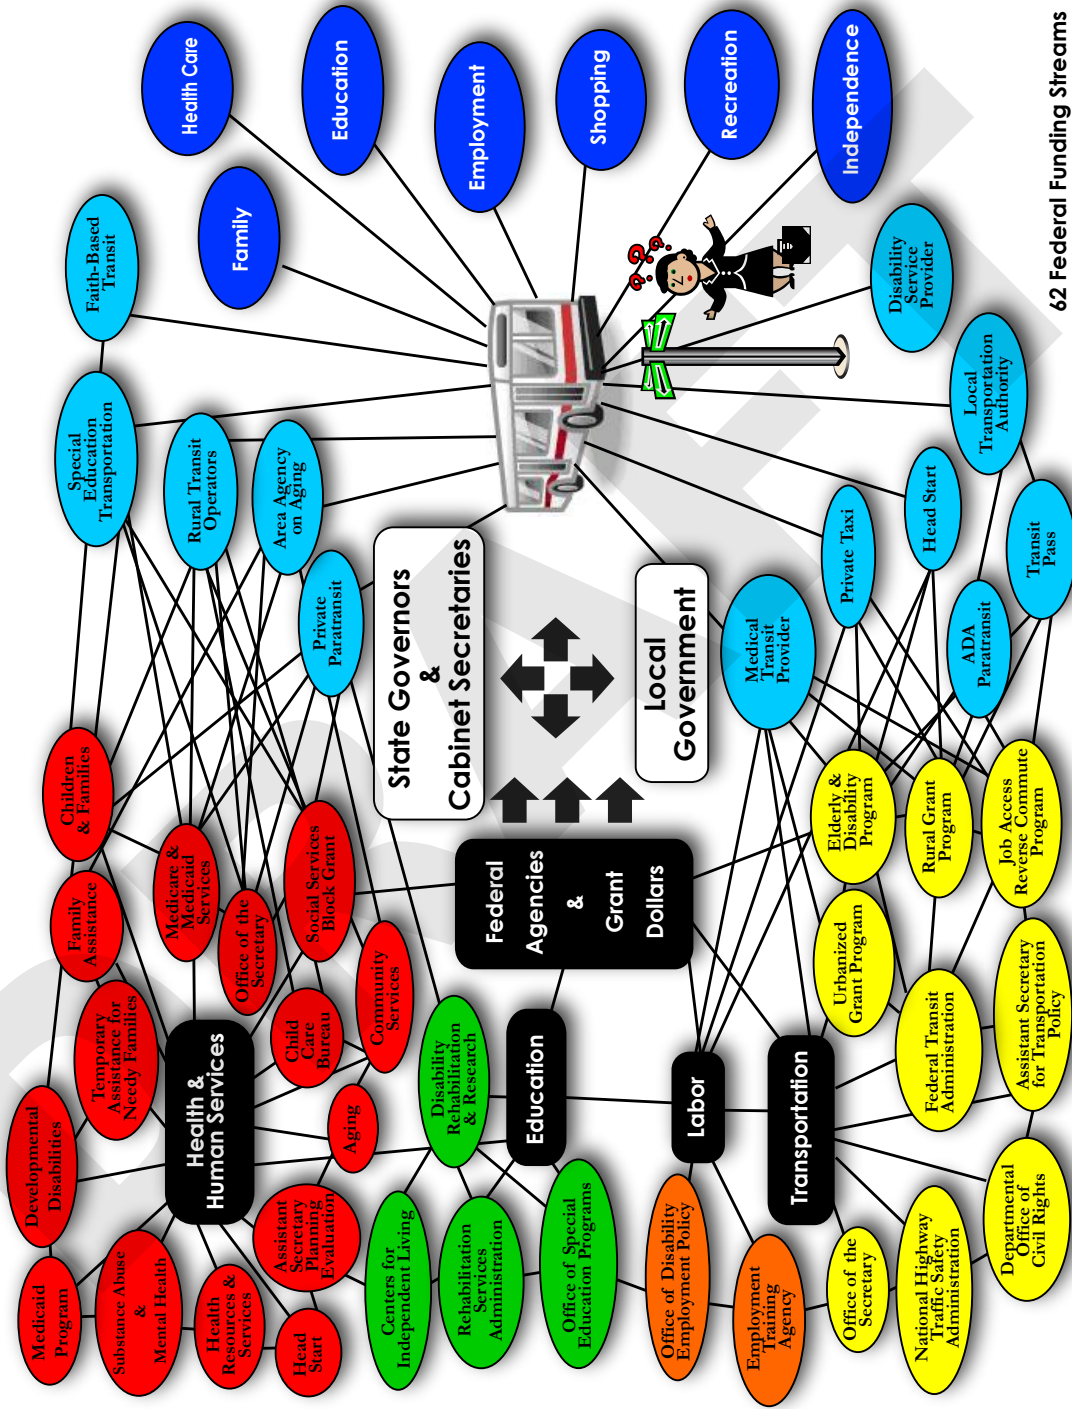 Medicaid
Program
Developmental
Disabilities
Substance Abuse
&
Mental Health
Temporary
Assistance for
Needy Families
Family
Assistance
Children
& Families
Special
Education
Transportation
Faith-Based
Transit
Health Care
Family
Education
Employment
Shopping
Recreation
Independence
Health
Resources &
Services
Head
Start
Health &
Human Services
Medicare &
Medicaid
Services
Office of the
Secretary
Rural Transit
Operators
Area Agency
on Aging
Assistant
Secretary
Planning
Evaluation
Aging
Child
Care
Bureau
Social Services
Block Grant
Community
Services
Private
Paratransit
Centers for
Independent Living
Disability
Rehabilitation
& Research
State Governors
&
Cabinet Secretaries
Rehabilitation
Services
Administration
Education
Federal
Agencies
&
Grant
Dollars
Office of Special
Education Programs
Local
Government
Office of Disability
Employment Policy
Labor
Medical
Transit
Provider
Employment
Training
Agency
Transportation
Urbanized
Grant Program
Elderly &
Disability
Program
Private Taxi
Disability
Service
Provider
Office of the
Secretary
Federal Transit
Administration
Rural Grant
Program
Head Start
National Highway
Traffic Safety
Administration
ADA
Paratransit
Local
Transportation
Authority
Departmental
Office of
Civil Rights
Assistant Secretary
for Transportation
Policy
Job Access
Reverse Commute
Program
Transit
Pass
62 Federal Funding Streams
? ? ?
DRAFT